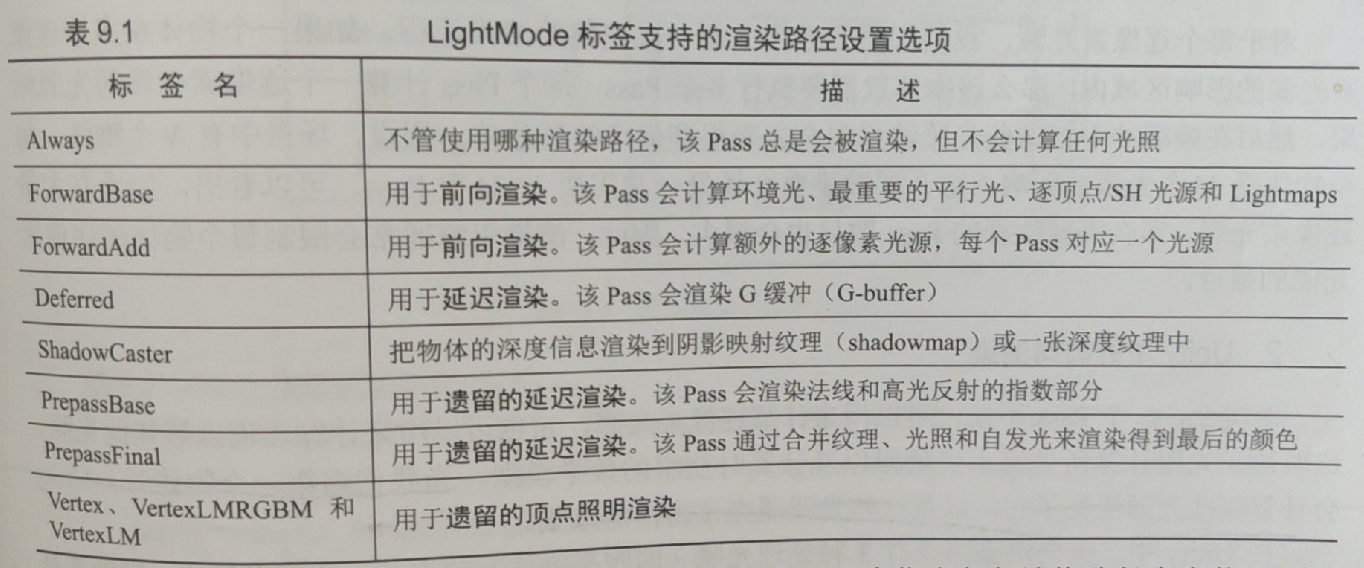 表 9.1 LightMode 标签支持的渲染路径设置选项
标 签 名 描 述
Always 不管使用哪种渲染路径，该 Pass 总是会被渲染，但不会计算任何光照
ForwardBase 用于前向渲染。该 Pass 会计算环境光、最重要的平行光、逐顶点/SH 光源和 Lightmaps
ForwardAdd 用于前向渲染。该 Pass 会计算额外的逐像素光源，每个 Pass 对应一个光源
Deferred 用于延迟渲染。该 Pass 会渲染 G 缓冲（G-buffer）
ShadowCaster 把物体的深度信息渲染到阴影映射纹理（shadowmap）或一张深度纹理中
PrepassBase 用于遗留的延迟渲染。该 Pass 会渲染法线和高光反射的指数部分
PrepassFinal 用于遗留的延迟渲染。该 Pass 通过合并纹理、光照和自发光来渲染得到最后的颜色
Vertex、VertexLMRGBM 和
VertexLM 用于遗留的顶点照明渲染